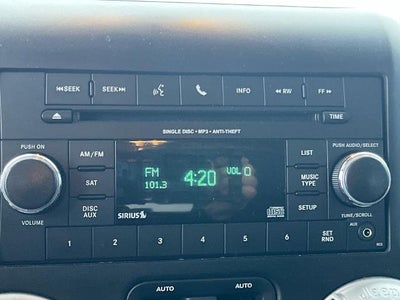 SEEK SEEK INFO RW FF
TIME
SINGLE DISC • MP3 • ANTI-THEFT
PUSH ON
PUSH AUDIO/SELECT
AM/FM
LIST
FM
101.3
4:20
VOL 0
SAT
MUSIC
TYPE
DISC
AUX
SETUP
SIRIUS
VOLUME
TUNE/SCROLL
1 2 3 4 5 6
SET
RND
AUX
AUTO AUTO